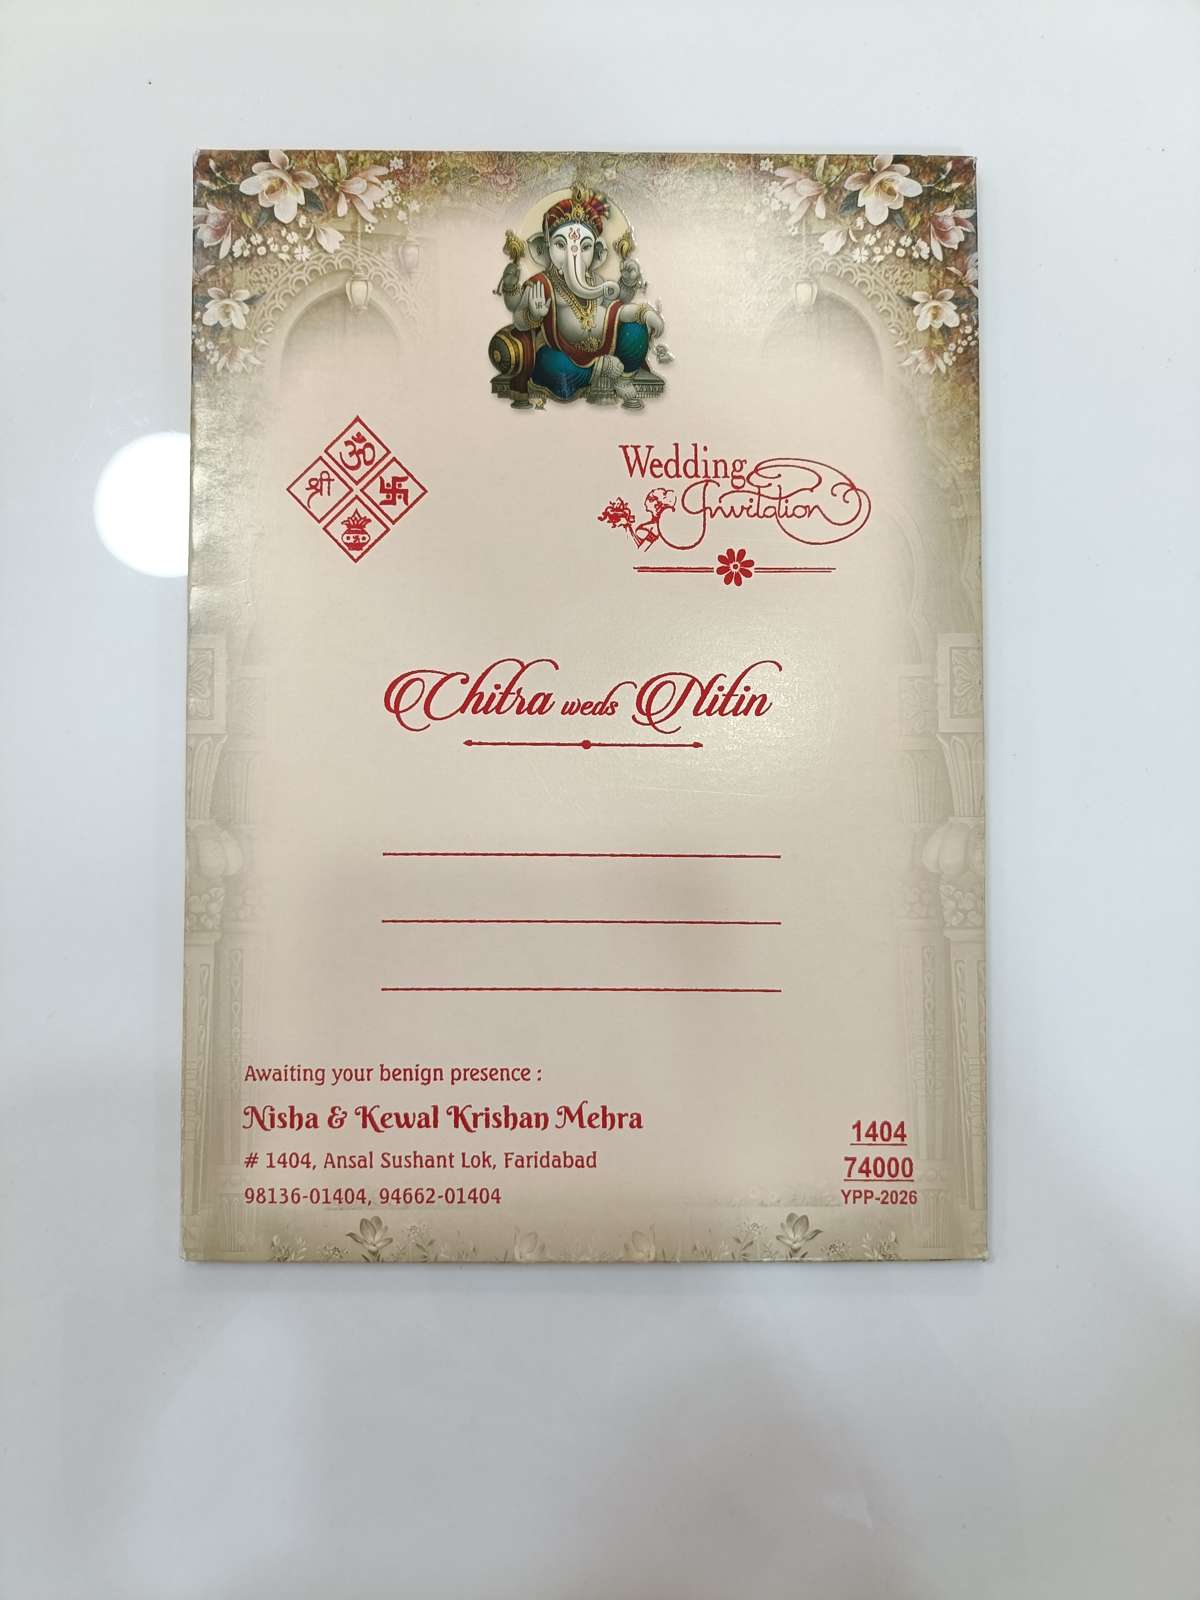 ॐ
श्री
Wedding
Invitation
Chitra weds Nitin
Awaiting your benign presence :
Nisha & Kewal Krishan Mehra
# 1404, Ansal Sushant Lok, Faridabad
98136-01404, 94662-01404
1404
74000
YPP-2026